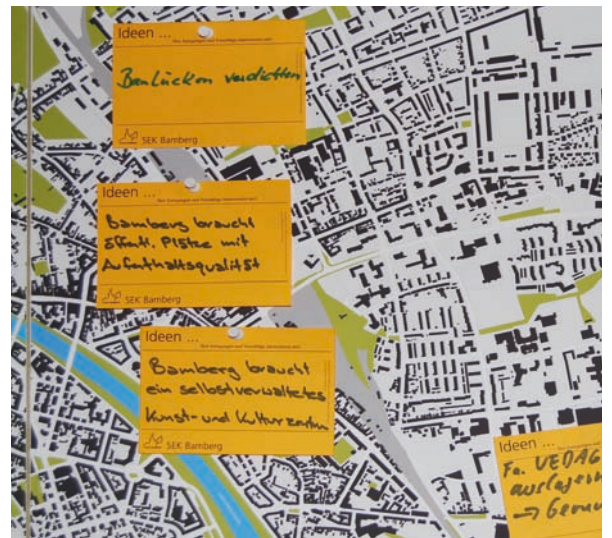 Ideen ...
Baulücken verdichten
SEK Bamberg
Ideen ...
Bamberg braucht
öffentl. Plätze mit
Aufenthaltsqualität
SEK Bamberg
Ideen ...
Bamberg braucht
ein selbstverwaltetes
Kunst- und Kulturzentrum
SEK Bamberg
Ideen ...
Fa. VEDAG
auslagern
→